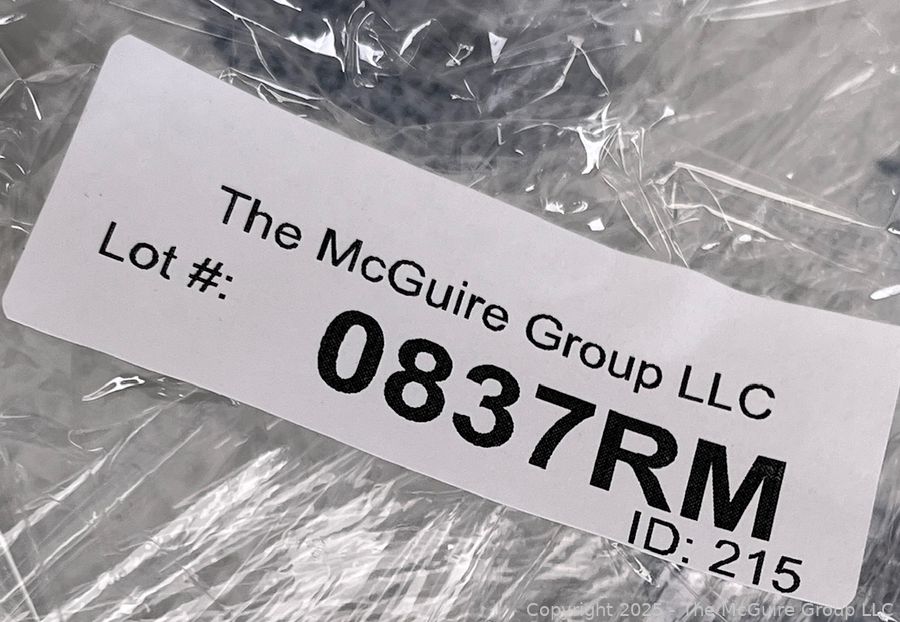 The McGuire Group LLC
Lot #:
0837RM
ID: 215
Copyright 2025 - The McGuire Group LLC